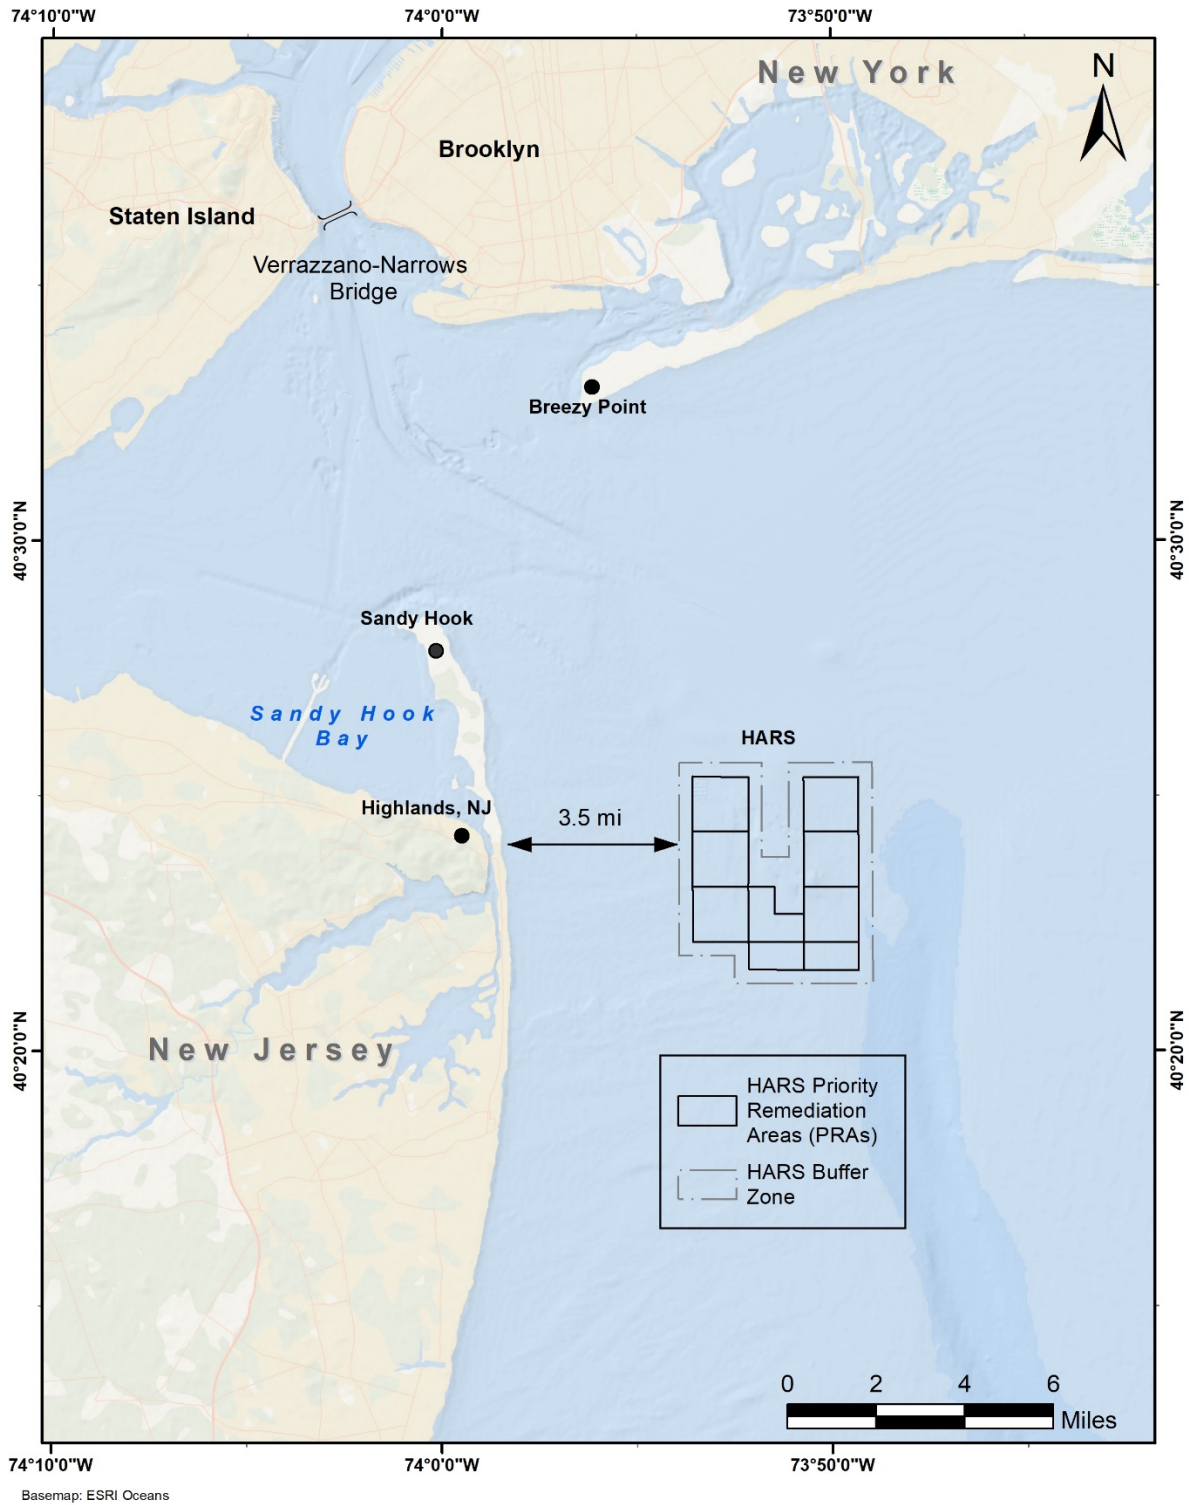 74°10'0"W
74°0'0"W
73°50'0"W
New York
N
Brooklyn
Staten Island
Verrazzano-Narrows
Bridge
Breezy Point
40°30'0"N
40°30'0"N
Sandy Hook
Sandy Hook
Bay
HARS
Highlands, NJ
3.5 mi
40°20'0"N
New Jersey
40°20'0"N
HARS Priority
Remediation
Areas (PRAs)
HARS Buffer
Zone
0 2 4 6
Miles
74°10'0"W
74°0'0"W
73°50'0"W
Basemap: ESRI Oceans